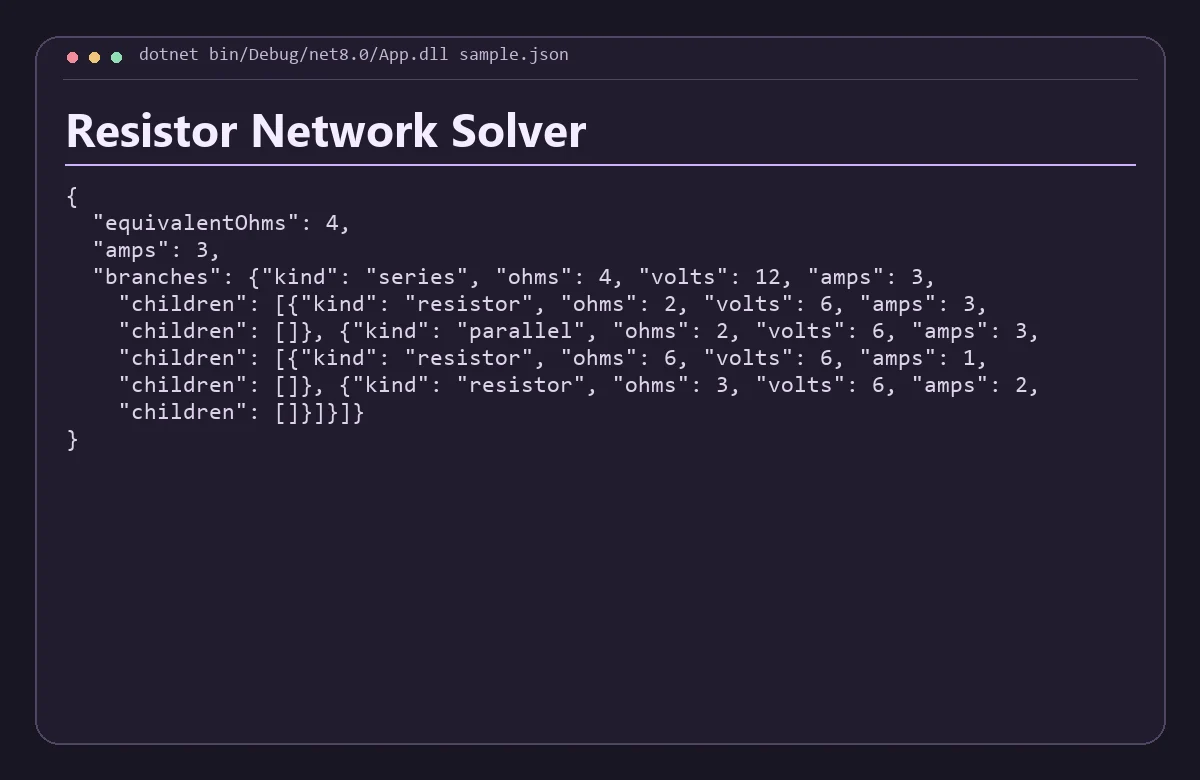 dotnet bin/Debug/net8.0/App.dll sample.json
Resistor Network Solver
{
  "equivalentOhms": 4,
  "amps": 3,
  "branches": {"kind": "series", "ohms": 4, "volts": 12, "amps": 3,
    "children": [{"kind": "resistor", "ohms": 2, "volts": 6, "amps": 3,
    "children": []}, {"kind": "parallel", "ohms": 2, "volts": 6, "amps": 3,
    "children": [{"kind": "resistor", "ohms": 6, "volts": 6, "amps": 1,
    "children": []}, {"kind": "resistor", "ohms": 3, "volts": 6, "amps": 2,
    "children": []}]}]}
}